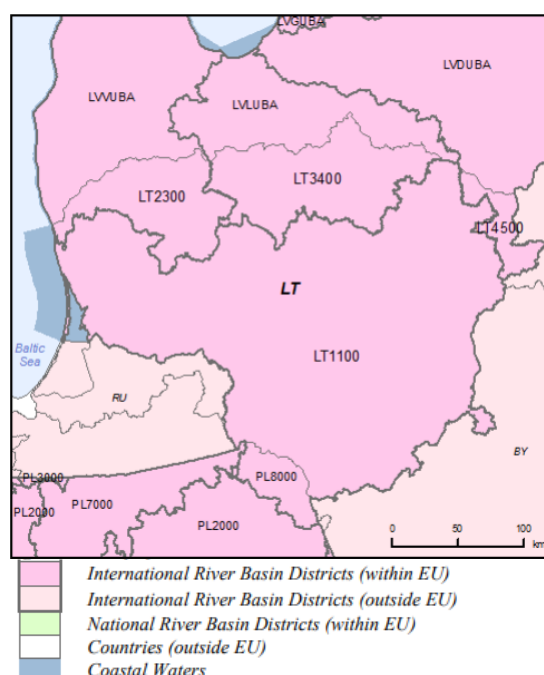 LVGUBA
LVVUBA
LVLUBA
LVDUBA
LT2300
LT3400
LT4500
LT
LT1100
Baltic
Sea
RU
BY
PL3000
PL8000
PL2000
PL7000
PL2000
0 50 100
km
International River Basin Districts (within EU)
International River Basin Districts (outside EU)
National River Basin Districts (within EU)
Countries (outside EU)
Coastal Waters